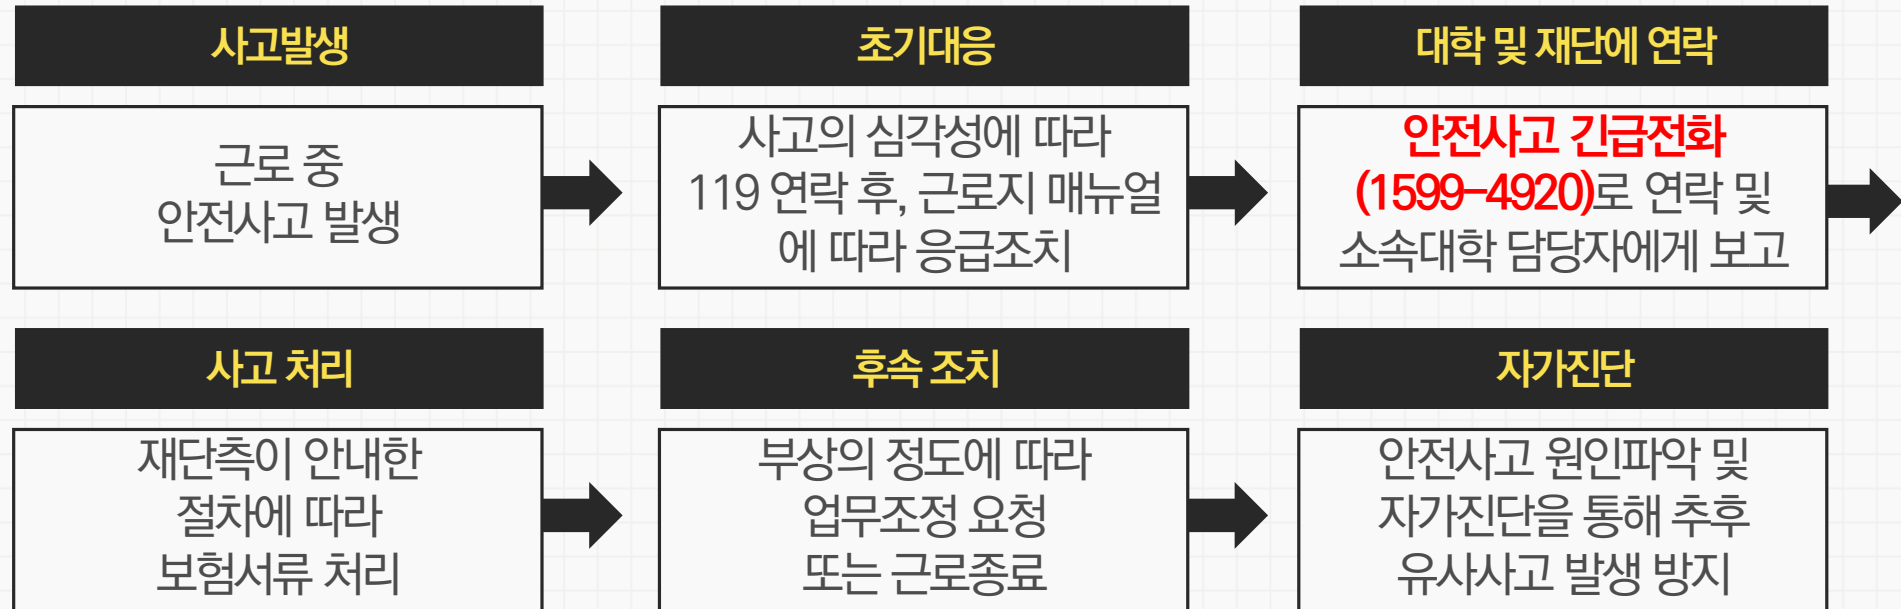 사고발생
근로 중
안전사고 발생
초기대응
사고의 심각성에 따라
119 연락 후, 근로지 매뉴얼
에 따라 응급조치
대학 및 재단에 연락
안전사고 긴급전화
(1599-4920)로 연락 및
소속대학 담당자에게 보고
사고 처리
재단측이 안내한
절차에 따라
보험서류 처리
후속 조치
부상의 정도에 따라
업무조정 요청
또는 근로종료
자가진단
안전사고 원인파악 및
자가진단을 통해 추후
유사사고 발생 방지